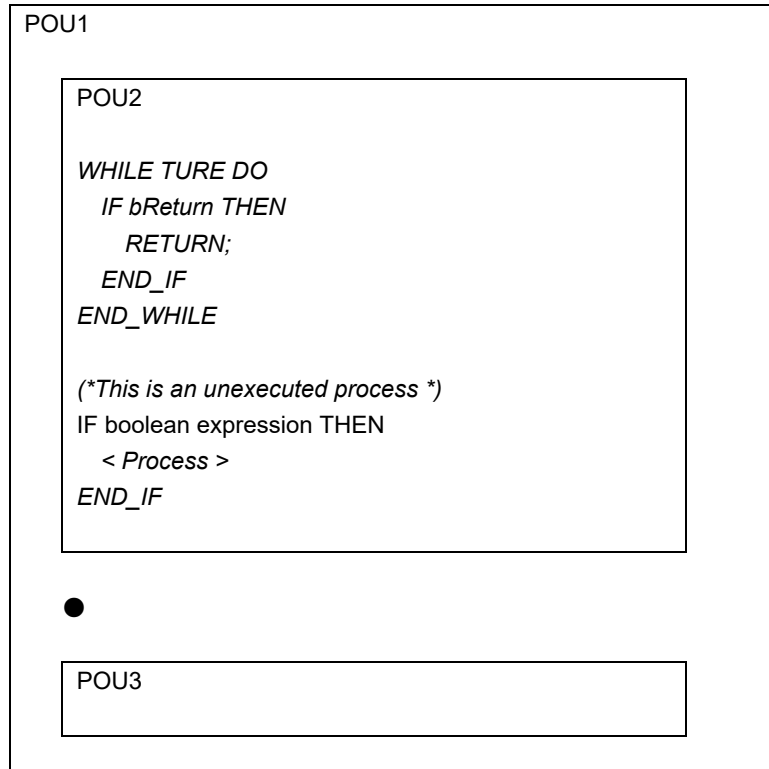 POU1
POU2
WHILE TURE DO
IF bReturn THEN
RETURN;
END_IF
END_WHILE
(*This is an unexecuted process *)
IF boolean expression THEN
< Process >
END_IF
POU3